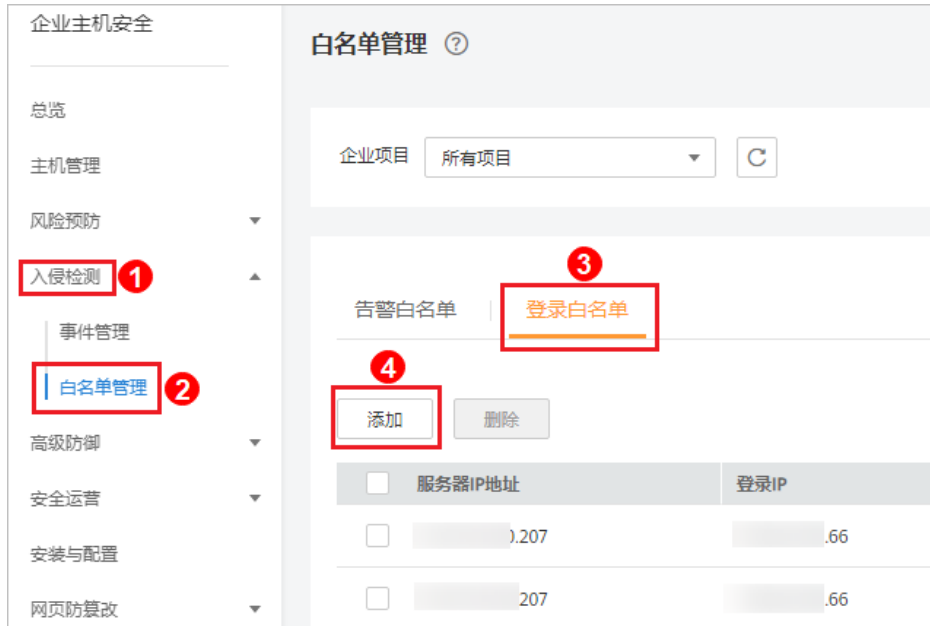 企业主机安全
总览
主机管理
风险预防
入侵检测 1
事件管理
白名单管理 2
高级防御
安全运营
安装与配置
网页防篡改
白名单管理 ?
企业项目 所有项目
3
告警白名单 登录白名单
4
添加 删除
服务器IP地址 登录IP
.207 .66
207 .66